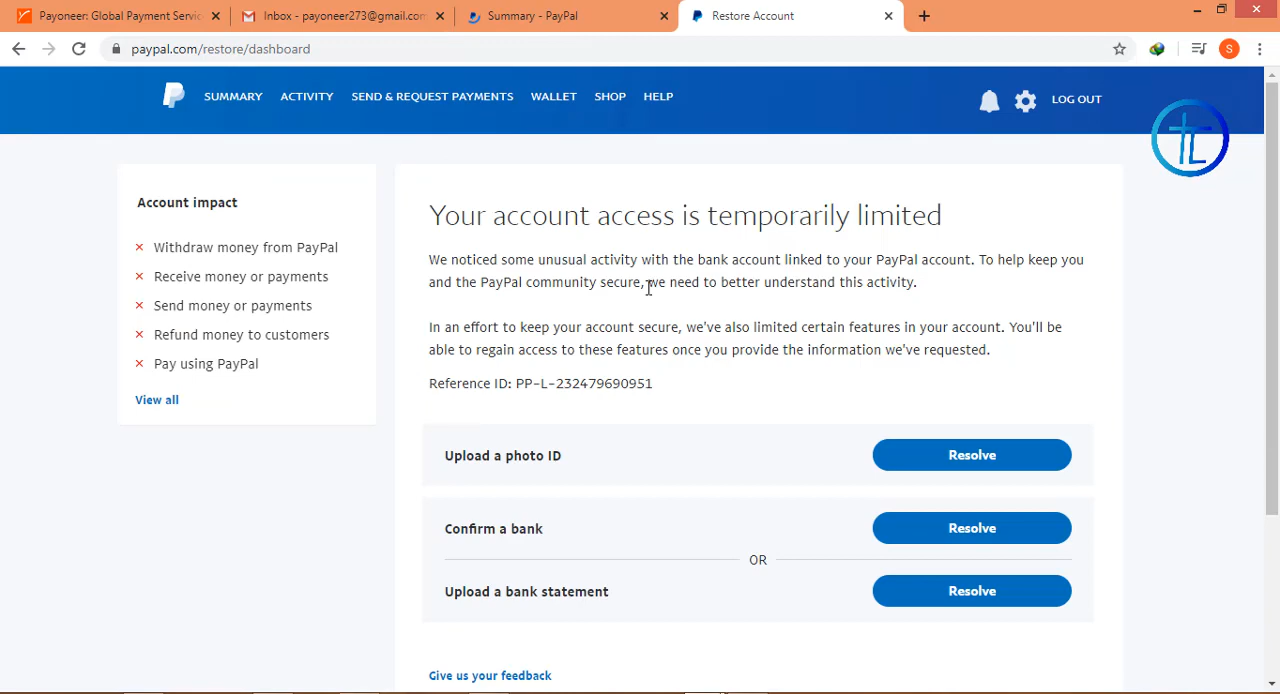 Payoneer: Global Payment Servic
Inbox - payoneer273@gmail.com
Summary - PayPal
Restore Account
paypal.com/restore/dashboard
S
SUMMARY ACTIVITY SEND & REQUEST PAYMENTS WALLET SHOP HELP LOG OUT
Account impact
Withdraw money from PayPal
Receive money or payments
Send money or payments
Refund money to customers
Pay using PayPal
View all
Your account access is temporarily limited
We noticed some unusual activity with the bank account linked to your PayPal account. To help keep you
and the PayPal community secure, we need to better understand this activity.
In an effort to keep your account secure, we've also limited certain features in your account. You'll be
able to regain access to these features once you provide the information we've requested.
Reference ID: PP-L-232479690951
Upload a photo ID Resolve
Confirm a bank Resolve
OR
Upload a bank statement Resolve
Give us your feedback